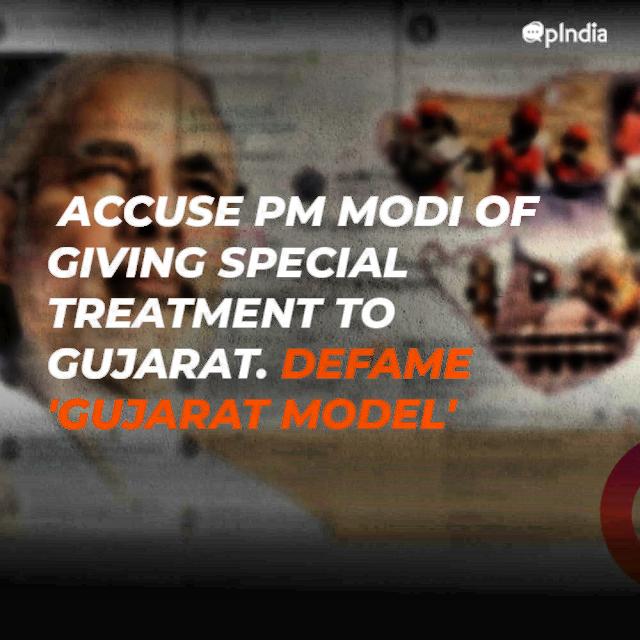 OpIndia
ACCUSE PM MODI OF
GIVING SPECIAL
TREATMENT TO
GUJARAT. DEFAME
'GUJARAT MODEL'